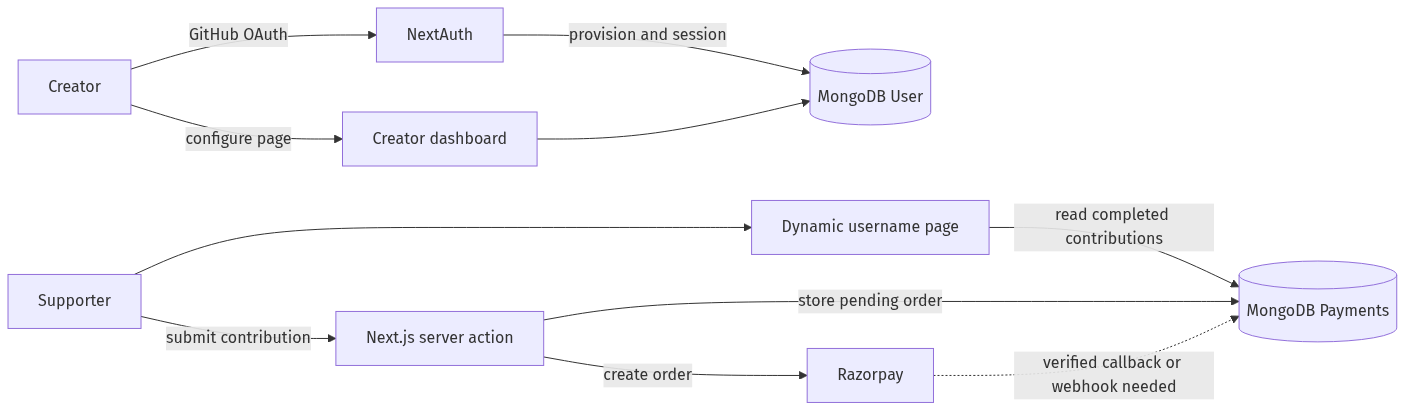 GitHub OAuth
NextAuth
provision and session
Creator
MongoDB User
configure page
Creator dashboard
Dynamic username page
read completed
contributions
Supporter
store pending order
MongoDB Payments
submit contribution
Next.js server action
create order
Razorpay
verified callback or
webhook needed